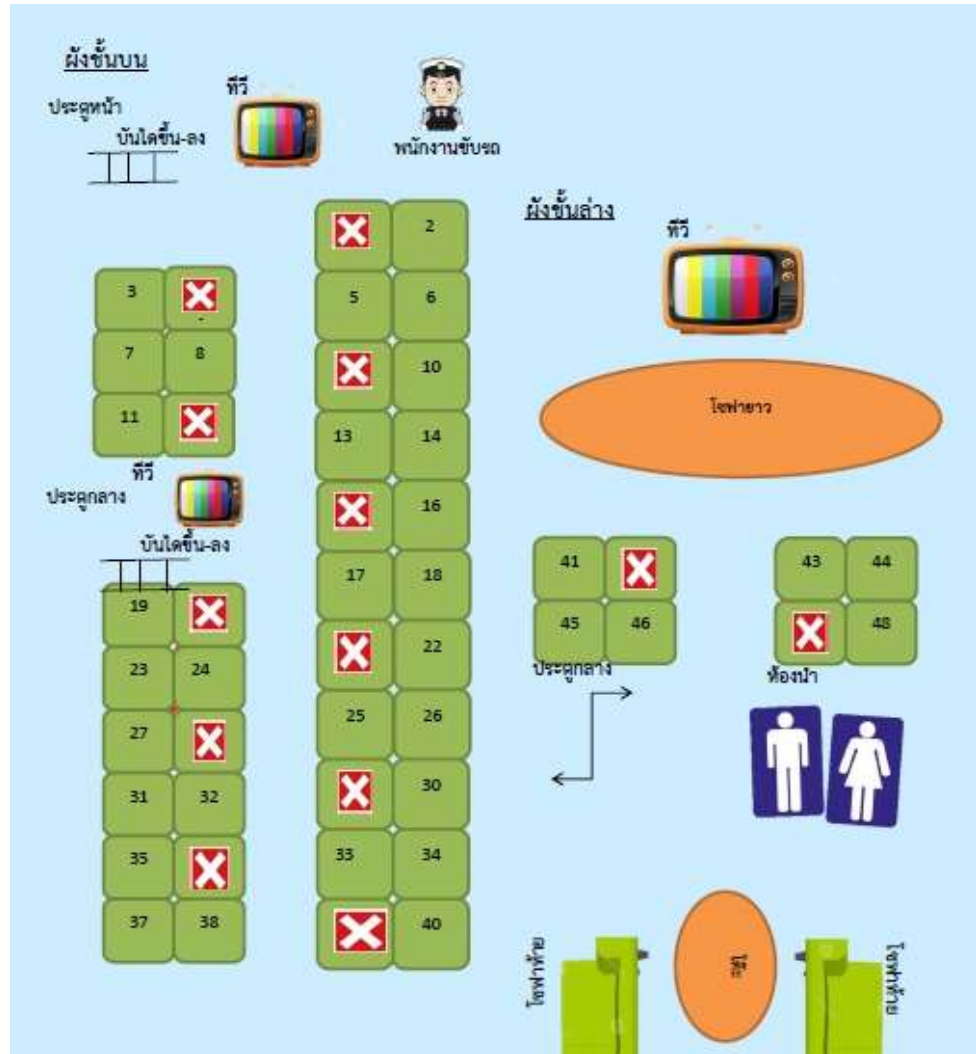 ผังชั้นบน
ประตูหน้า
ทีวี
บันไดขึ้น-ลง
พนักงานขับรถ
2
3
5 6
7 8
10
11
13 14
ทีวี
ประตูกลาง
บันไดขึ้น-ลง
16
17 18
19
22
23 24
25 26
27
30
31 32
33 34
35
37 38
40
ผังชั้นล่าง
ทีวี
โซฟายาว
41
43 44
45 46
48
ประตูกลาง
ห้องน้ำ
โซฟาท้าย
โต๊ะ
โซฟาท้าย